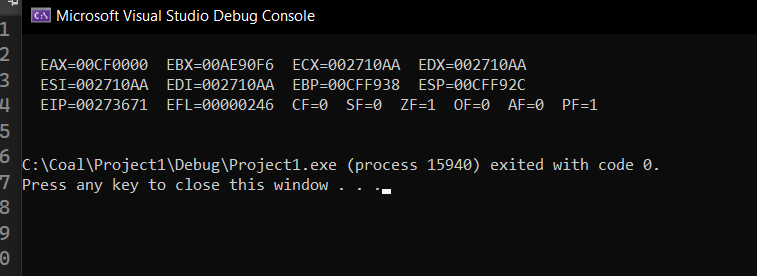 Microsoft Visual Studio Debug Console
1
2
3
4
5
6
7
8
9
0
EAX=00CF0000 EBX=00AE90F6 ECX=002710AA EDX=002710AA
ESI=002710AA EDI=002710AA EBP=00CFF938 ESP=00CFF92C
EIP=00273671 EFL=00000246 CF=0 SF=0 ZF=1 OF=0 AF=0 PF=1
C:\Coal\Project1\Debug\Project1.exe (process 15940) exited with code 0.
Press any key to close this window . . .